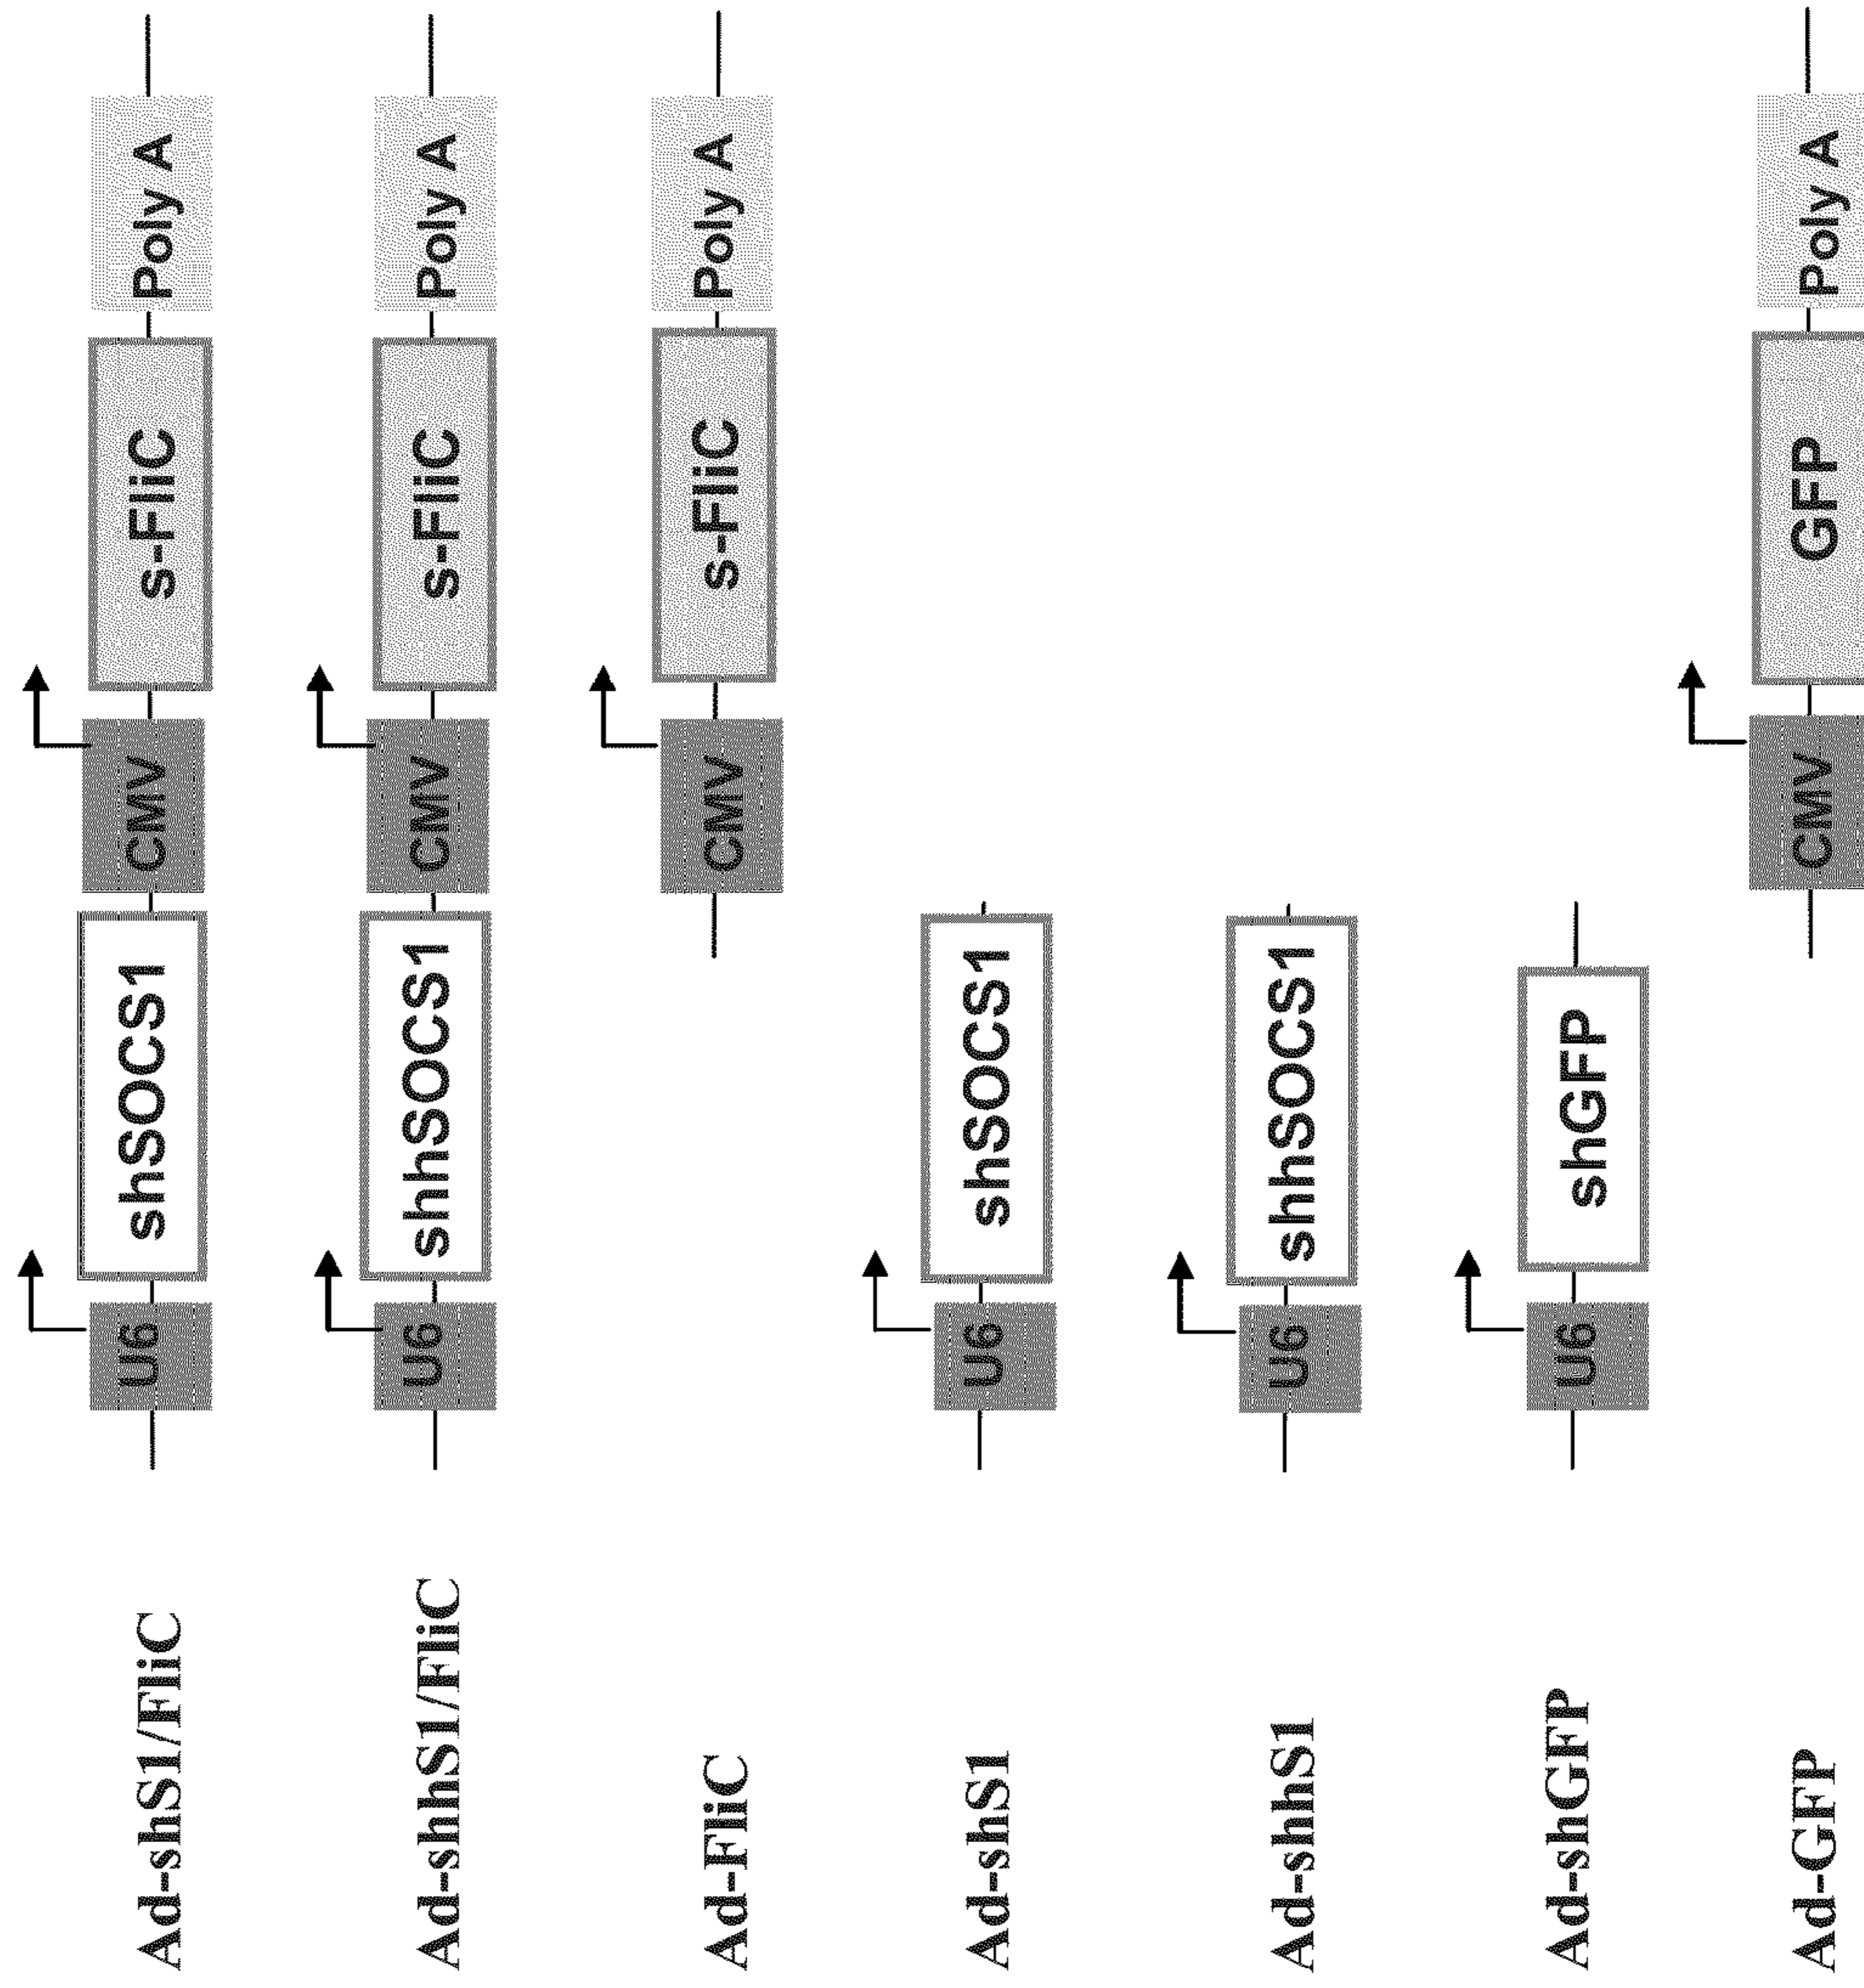 Ad-shS1/FliC U6 shSOCS1 CMV s-FliC Poly A
Ad-shhS1/FliC U6 shhSOCS1 CMV s-FliC Poly A
Ad-FliC CMV s-FliC Poly A
Ad-shS1 U6 shSOCS1
Ad-shhS1 U6 shhSOCS1
Ad-shGFP U6 shGFP
Ad-GFP CMV GFP Poly A